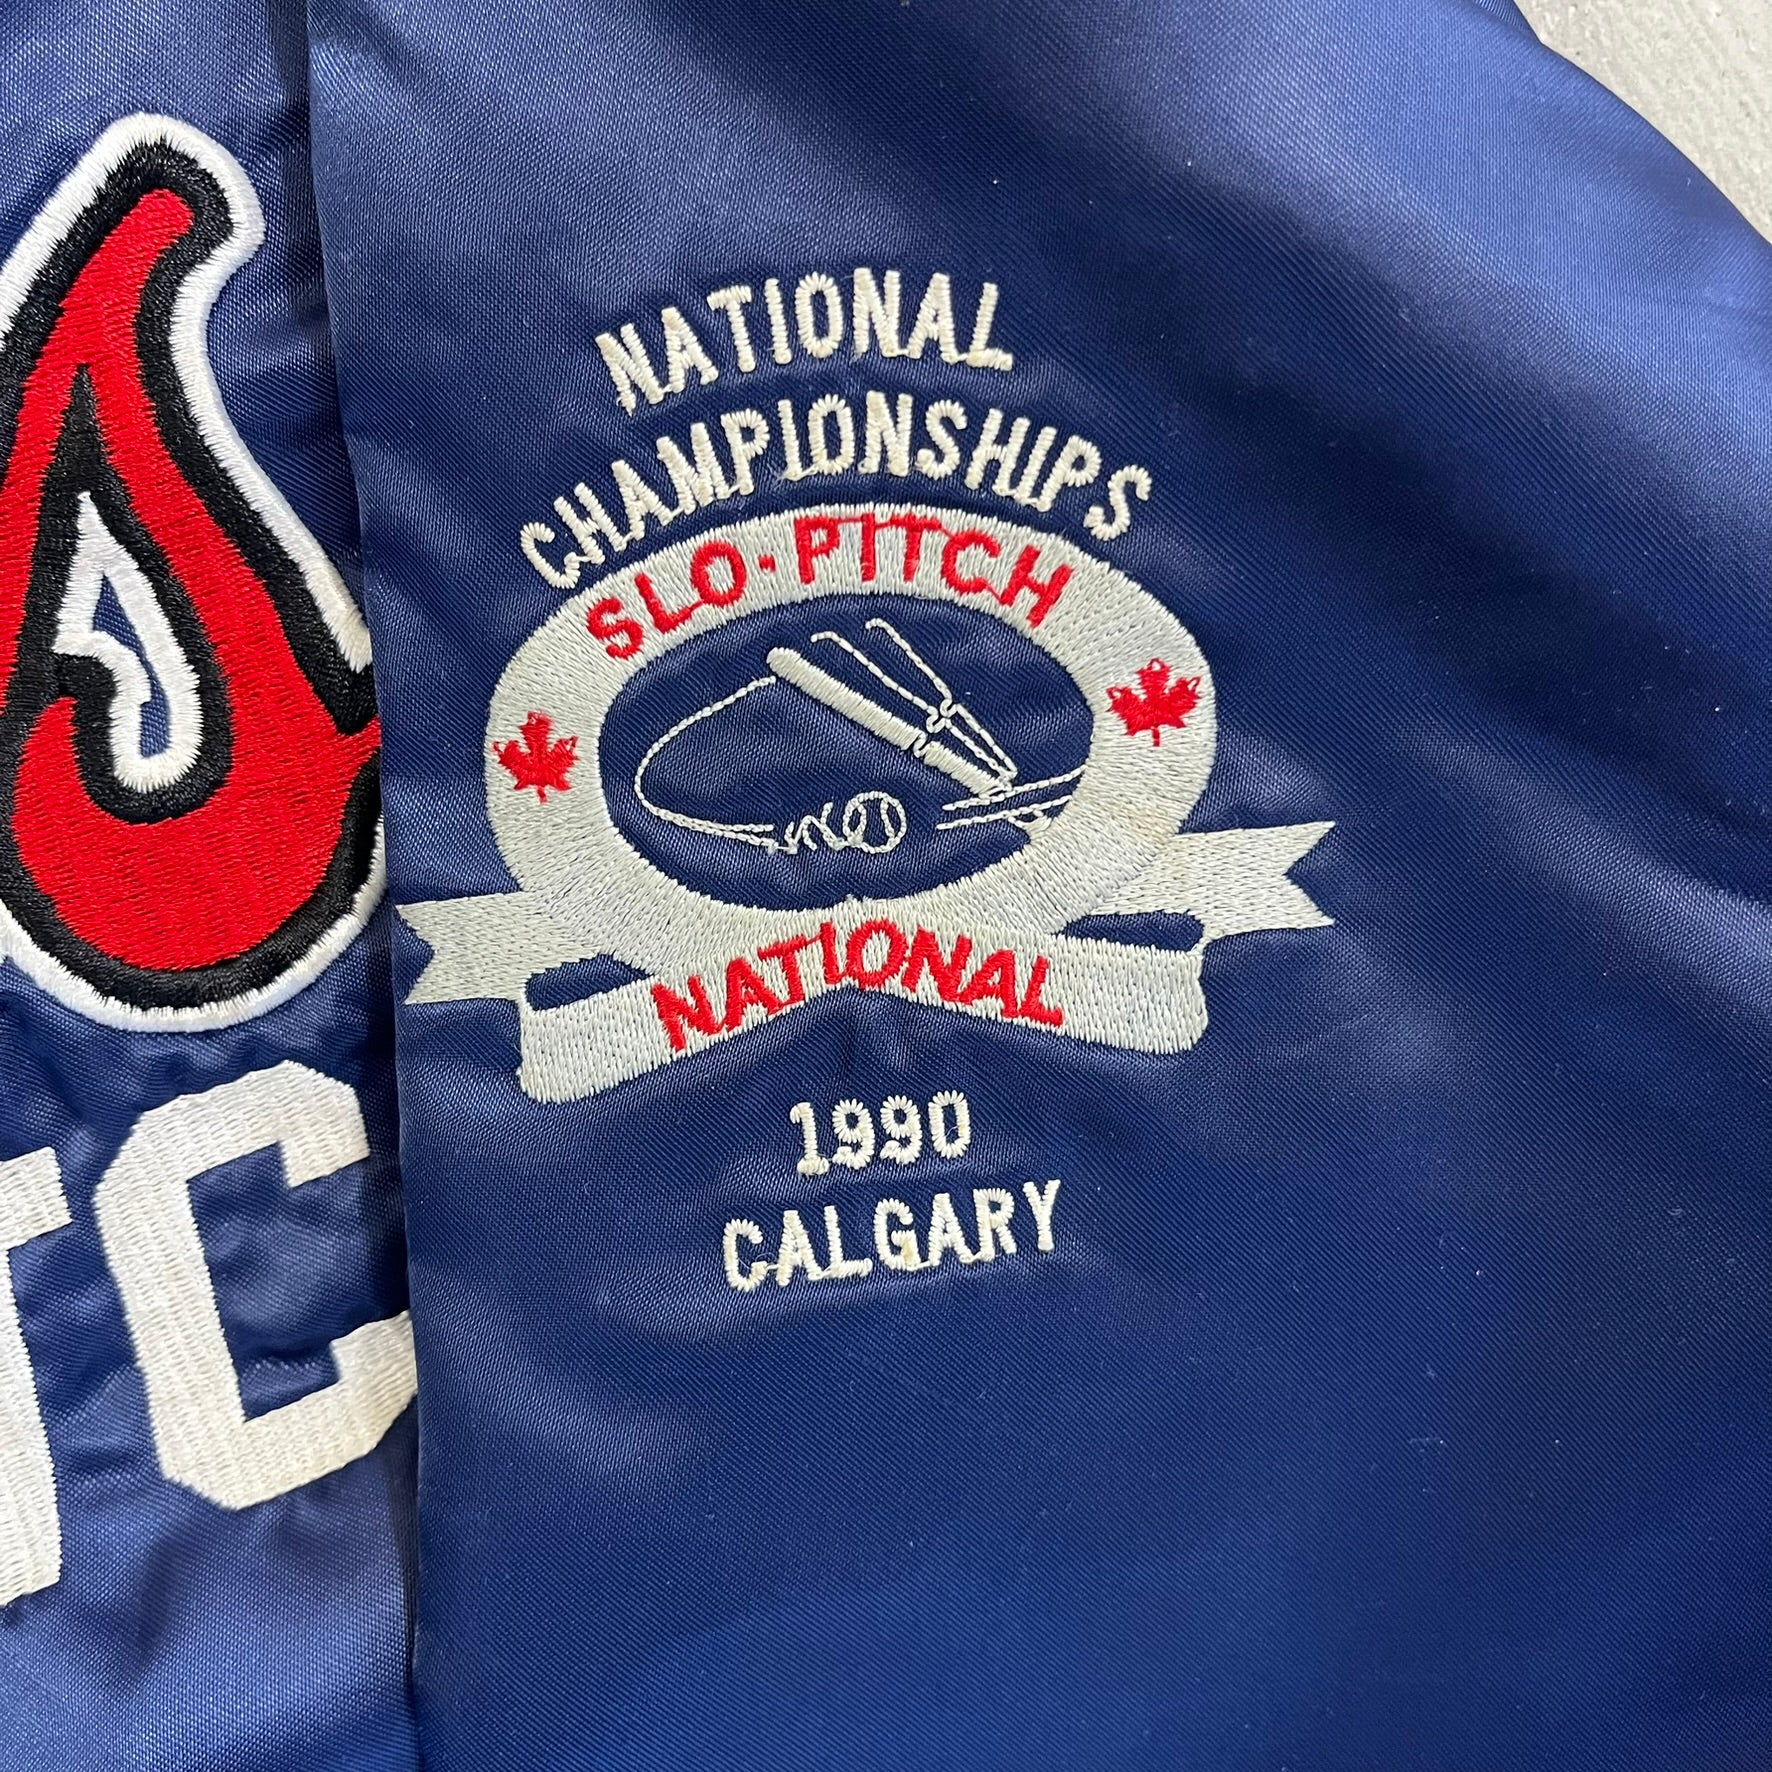 NATIONAL
CHAMPIONSHIPS
SLO·PITCH
NATIONAL
1990
CALGARY